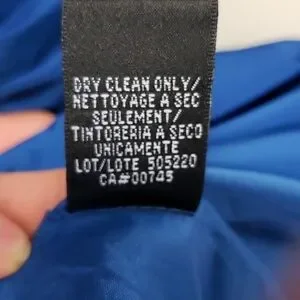 DRY CLEAN ONLY/
NETTOYAGE A SEC
SEULEMENT/
TINTORERIA A SECO
UNICAMENTE
LOT/LOTE 505220
CA#00745